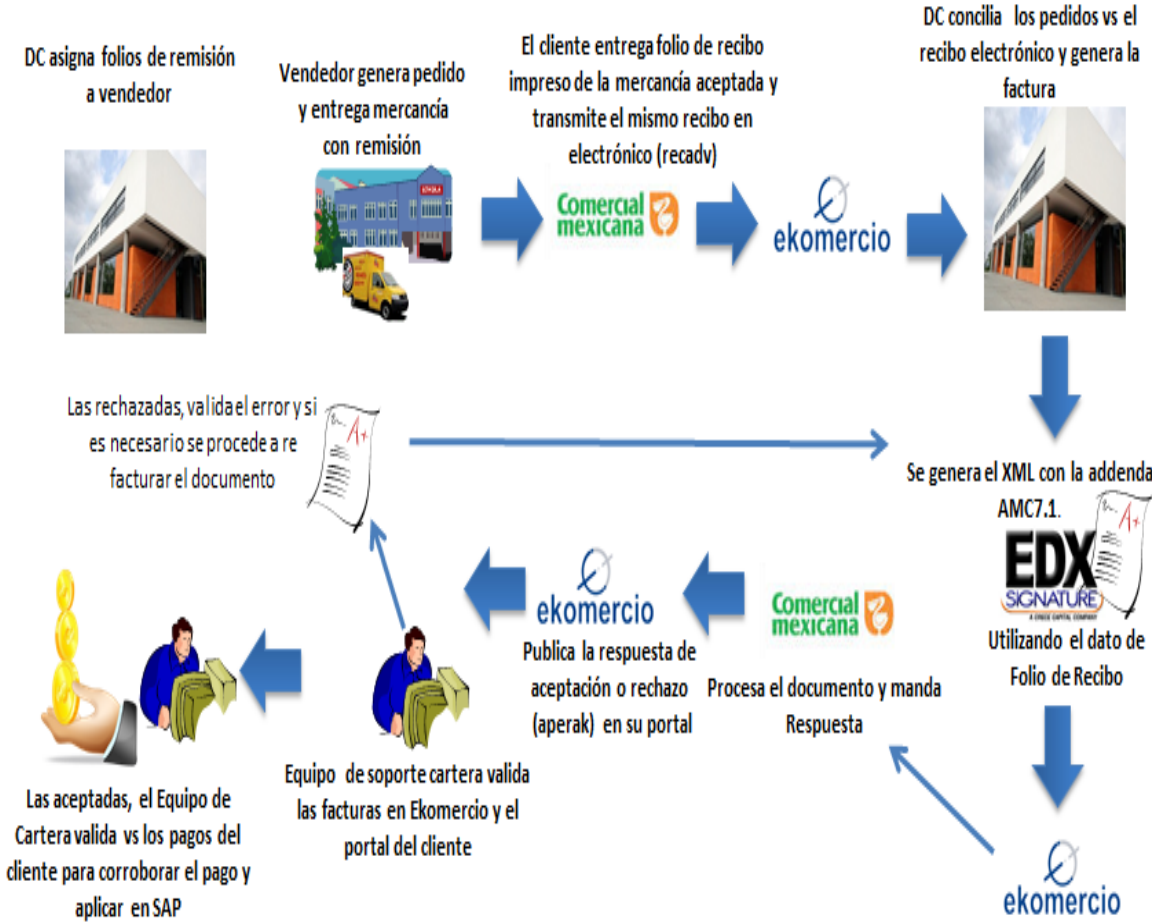 DC asigna folios de remisión
a vendedor
Vendedor genera pedido
y entrega mercancía
con remisión
El cliente entrega folio de recibo
impreso de la mercancía aceptada y
transmite el mismo recibo en
electrónico (recadv)
DC concilia los pedidos vs el
recibo electrónico y genera la
factura
Comercial
mexicana
ekomercio
Las rechazadas, valida el error y si
es necesario se procede a re
facturar el documento
A+
Se genera el XML con la addenda
AMC7.1.
A+
EDX
SIGNATURE
Utilizando el dato de
Folio de Recibo
ekomercio
Comercial
mexicana
Procesa el documento y manda
Respuesta
ekomercio
Publica la respuesta de
aceptación o rechazo
(aperak) en su portal
Equipo de soporte cartera valida
las facturas en Ekomercio y el
portal del cliente
Las aceptadas, el Equipo de
Cartera valida vs los pagos del
cliente para corroborar el pago y
aplicar en SAP